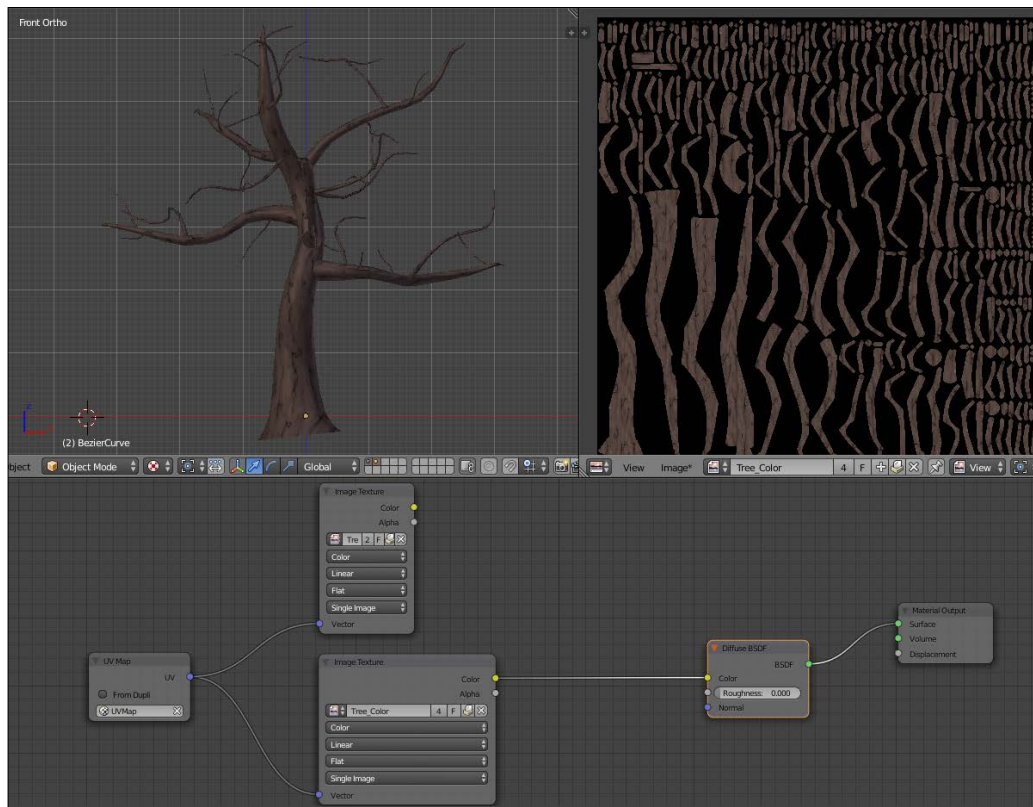 Front Ortho
(2) BezierCurve
bject Object Mode Global
View Image* Tree_Color 4 F View
Image Texture
Color
Alpha
Tre 2 F
Color
Linear
Flat
Single Image
Vector
UV Map
UV
From Dupli
UVMap
Image Texture
Color
Alpha
Tree_Color 4 F
Color
Linear
Flat
Single Image
Vector
Diffuse BSDF
BSDF
Color
Roughness: 0.000
Normal
Material Output
Surface
Volume
Displacement